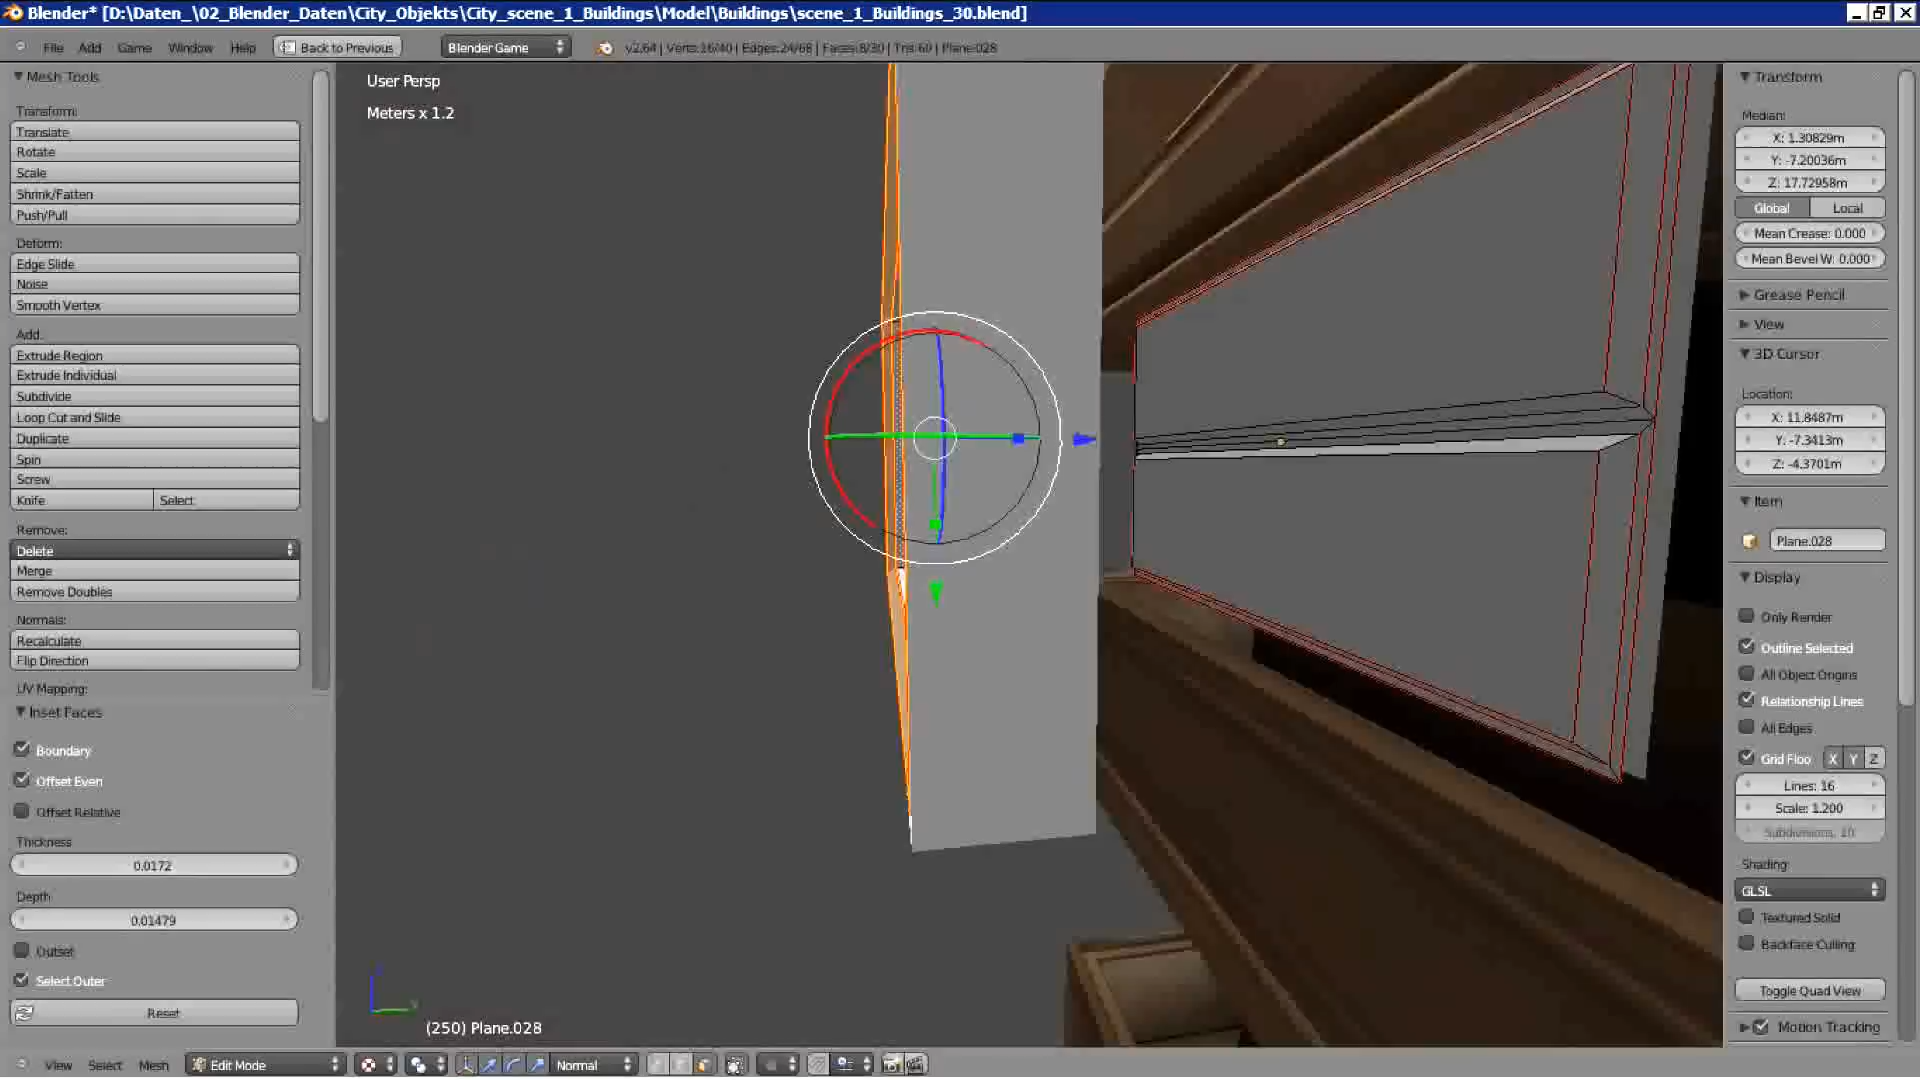 Blender* [D:\Daten_\02_Blender_Daten\City_Objekts\City_scene_1_Buildings\Model\Buildings\scene_1_Buildings_30.blend]
File Add Game Window Help Back to Previous Blender Game v2.64 | Verts:16/40 | Edges:24/68 | Faces:8/30 | Tris:60 | Plane.028
Mesh Tools
Transform:
Translate
Rotate
Scale
Shrink/Fatten
Push/Pull
Deform:
Edge Slide
Noise
Smooth Vertex
Add:
Extrude Region
Extrude Individual
Subdivide
Loop Cut and Slide
Duplicate
Spin
Screw
Knife Select
Remove:
Delete
Merge
Remove Doubles
Normals:
Recalculate
Flip Direction
UV Mapping:
Inset Faces
Boundary
Offset Even
Offset Relative
Thickness
0.0172
Depth
0.01479
Outset
Select Outer
Reset
User Persp
Meters x 1.2
(250) Plane.028
Transform
Median:
X: 1.30829m
Y: -7.20036m
Z: 17.72958m
Global Local
Mean Crease: 0.000
Mean Bevel W: 0.000
Grease Pencil
View
3D Cursor
Location:
X: 11.8487m
Y: -7.3413m
Z: -4.3701m
Item
Plane.028
Display
Only Render
Outline Selected
All Object Origins
Relationship Lines
All Edges
Grid Floo X Y Z
Lines: 16
Scale: 1.200
Subdivisions: 10
Shading:
GLSL
Textured Solid
Backface Culling
Toggle Quad View
Motion Tracking
View Select Mesh Edit Mode Normal